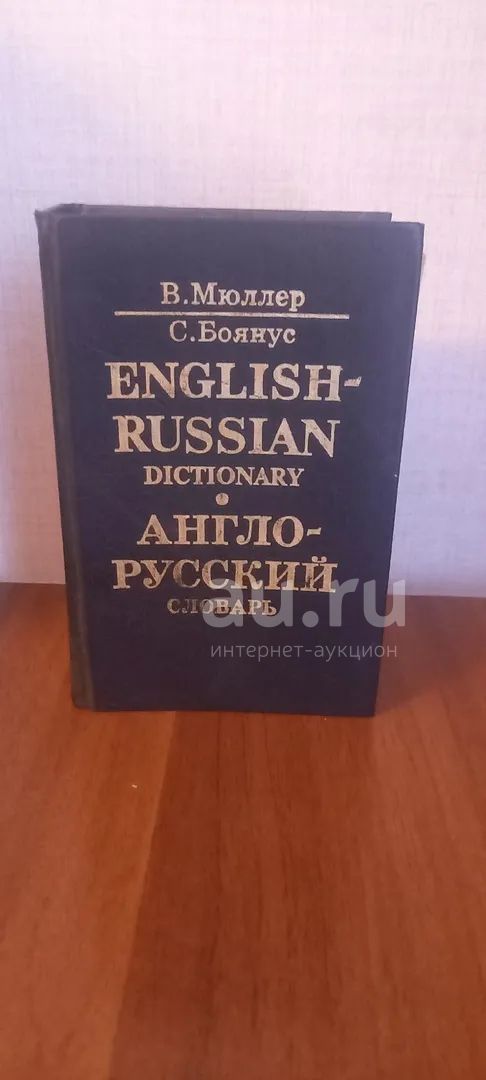 В.Мюллер
С.Боянус
ENGLISH-
RUSSIAN
DICTIONARY
АНГЛО-
РУССКИЙ
СЛОВАРЬ
au.ru
интернет-аукцион